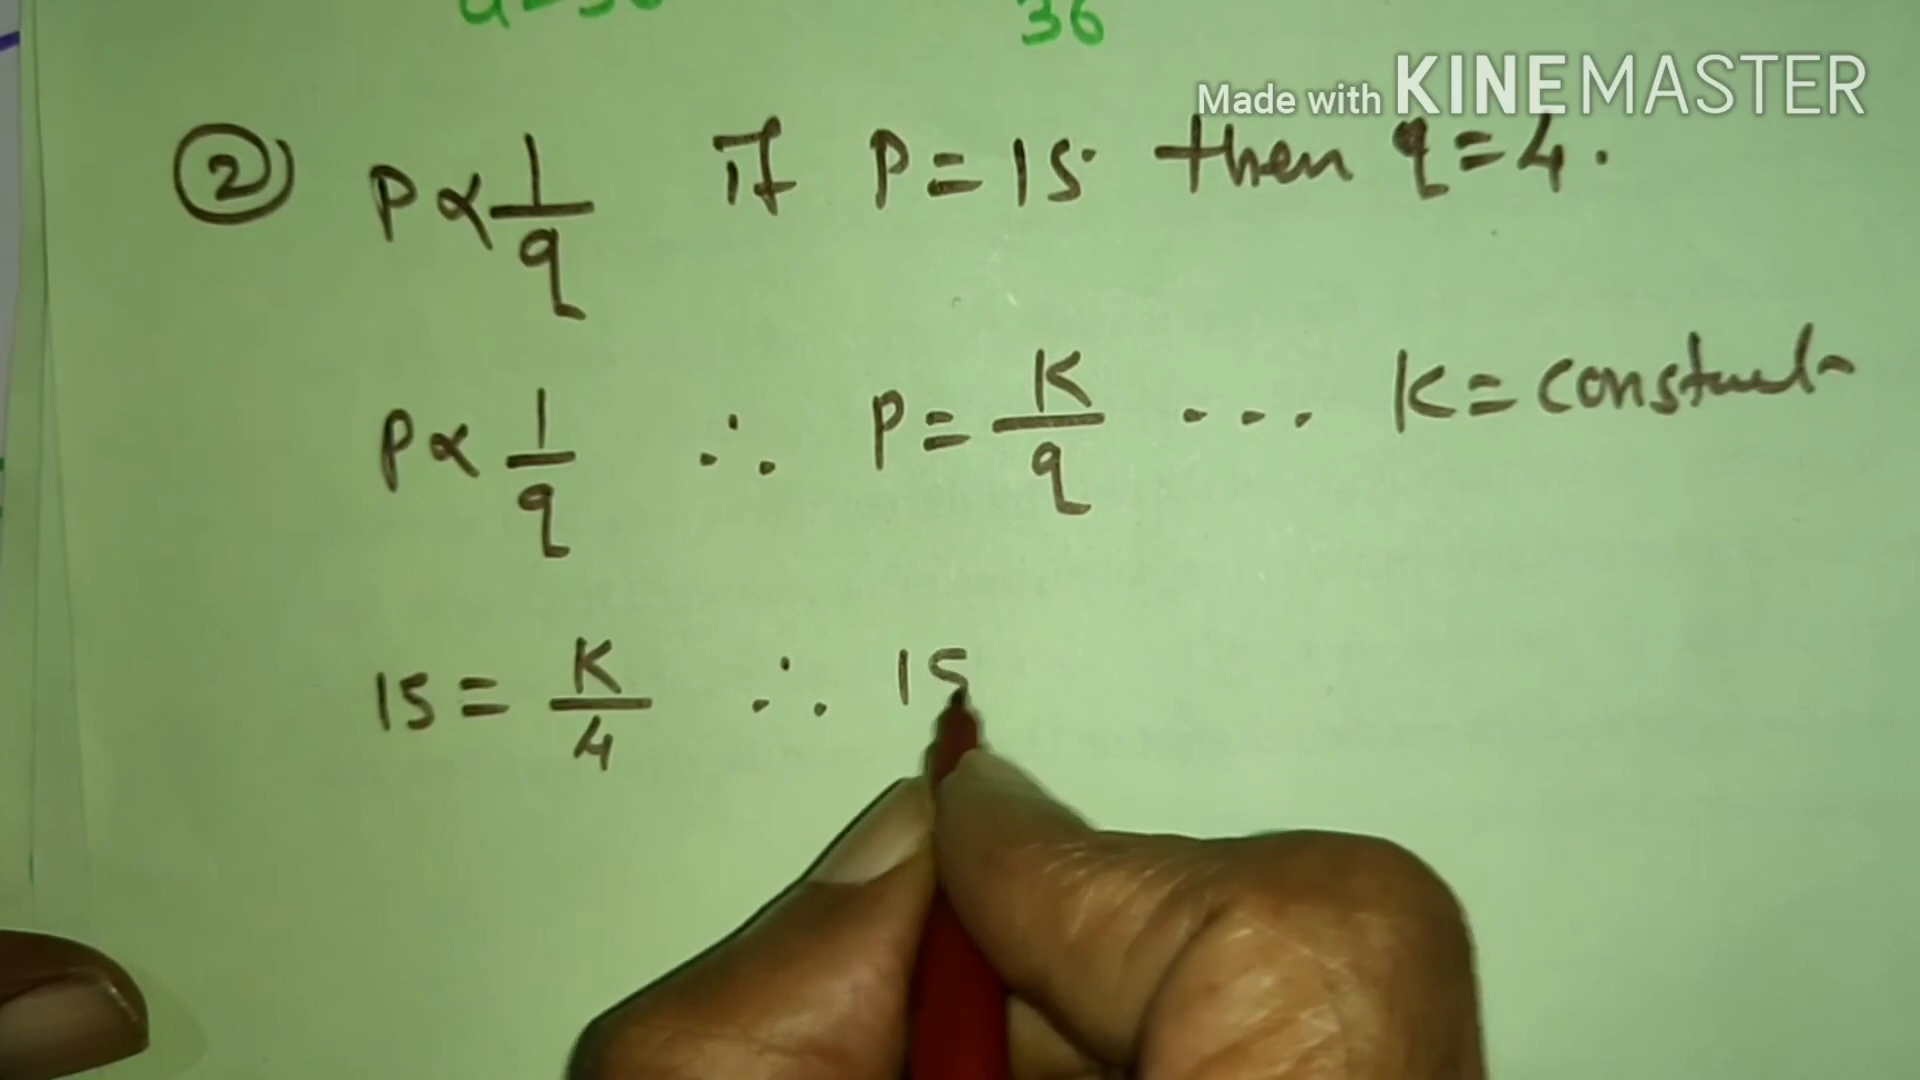 36
Made with KINEMASTER
② P ∝ 1/q If P = 15 then q = 4.
P ∝ 1/q ∴ P = K/q ... K = constant
15 = K/4 ∴ 15